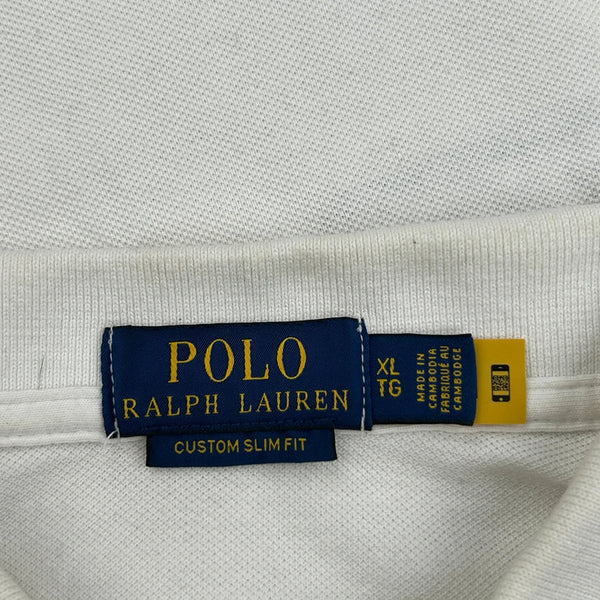 POLO
RALPH LAUREN
CUSTOM SLIM FIT
XL
TG
MADE IN
CAMBODIA
FABRIQUÉ AU
CAMBODGE